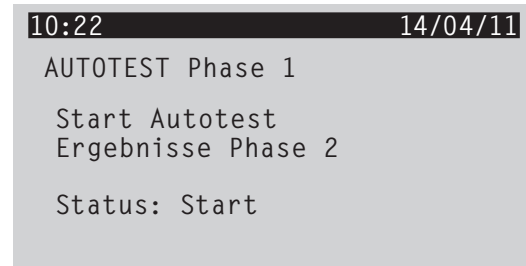 10:22 14/04/11
AUTOTEST Phase 1
Start Autotest
Ergebnisse Phase 2
Status: Start